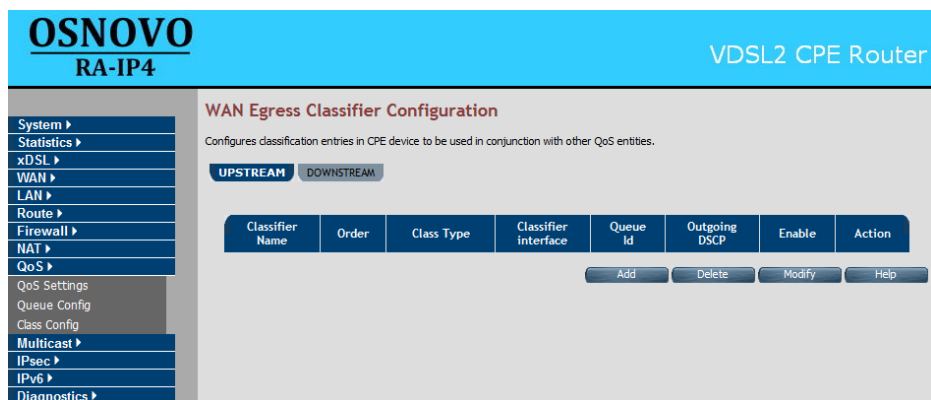 OSNOVO
RA-IP4
VDSL2 CPE Router
System
Statistics
xDSL
WAN
LAN
Route
Firewall
NAT
QoS
QoS Settings
Queue Config
Class Config
Multicast
IPsec
IPv6
Diagnostics
WAN Egress Classifier Configuration
Configures classification entries in CPE device to be used in conjunction with other QoS entities.
UPSTREAM DOWNSTREAM
Classifier Name Order Class Type Classifier interface Queue Id Outgoing DSCP Enable Action
Add Delete Modify Help